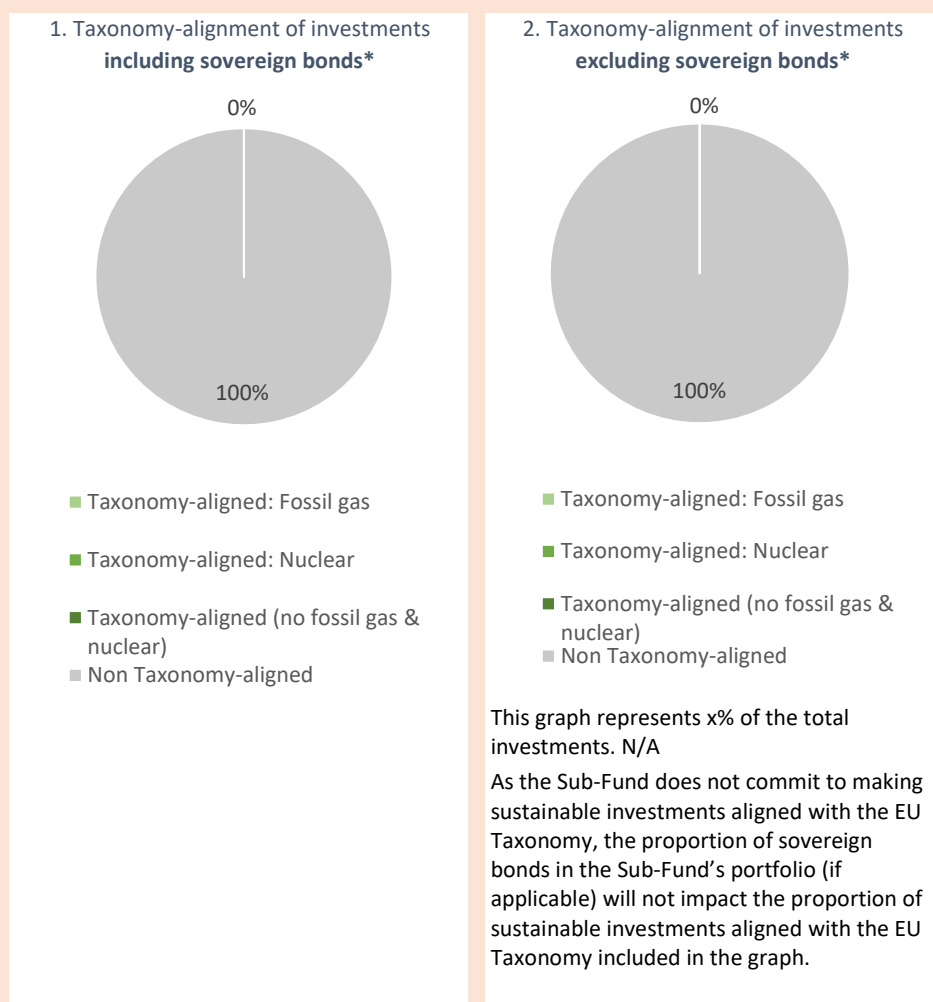 1. Taxonomy-alignment of investments
including sovereign bonds*
0%
100%
Taxonomy-aligned: Fossil gas
Taxonomy-aligned: Nuclear
Taxonomy-aligned (no fossil gas &
nuclear)
Non Taxonomy-aligned
2. Taxonomy-alignment of investments
excluding sovereign bonds*
0%
100%
Taxonomy-aligned: Fossil gas
Taxonomy-aligned: Nuclear
Taxonomy-aligned (no fossil gas &
nuclear)
Non Taxonomy-aligned
This graph represents x% of the total
investments. N/A
As the Sub-Fund does not commit to making
sustainable investments aligned with the EU
Taxonomy, the proportion of sovereign
bonds in the Sub-Fund's portfolio (if
applicable) will not impact the proportion of
sustainable investments aligned with the EU
Taxonomy included in the graph.